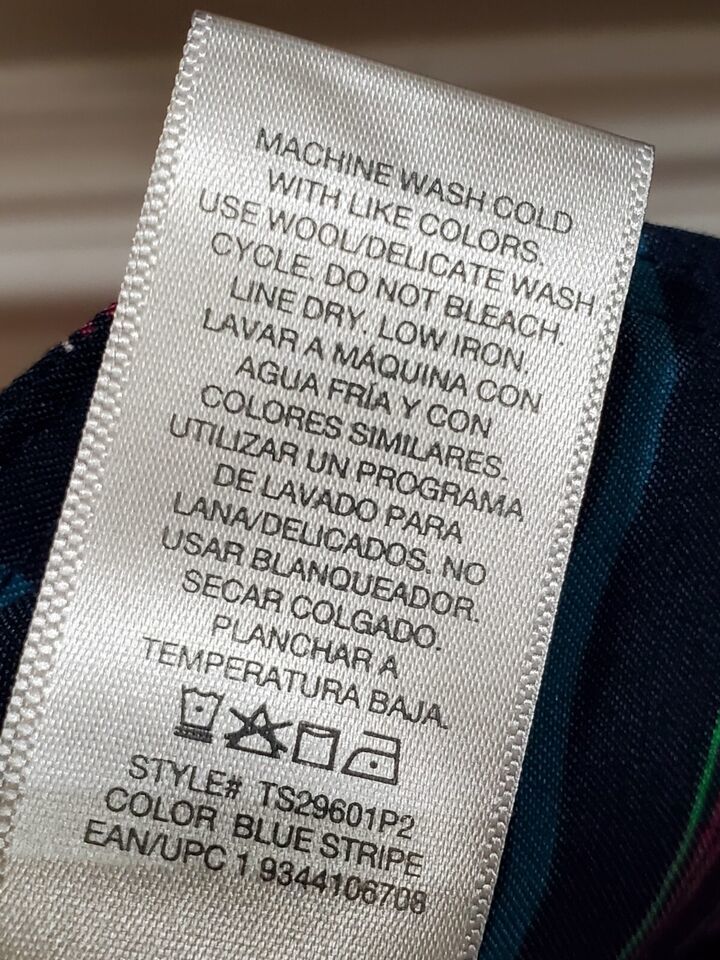 MACHINE WASH COLD
WITH LIKE COLORS.
USE WOOL/DELICATE WASH
CYCLE. DO NOT BLEACH.
LINE DRY. LOW IRON.
LAVAR A MÁQUINA CON
AGUA FRÍA Y CON
COLORES SIMILARES.
UTILIZAR UN PROGRAMA
DE LAVADO PARA
LANA/DELICADOS. NO
USAR BLANQUEADOR.
SECAR COLGADO.
PLANCHAR A
TEMPERATURA BAJA.
STYLE# TS29601P2
COLOR BLUE STRIPE
EAN/UPC 1 9344106708